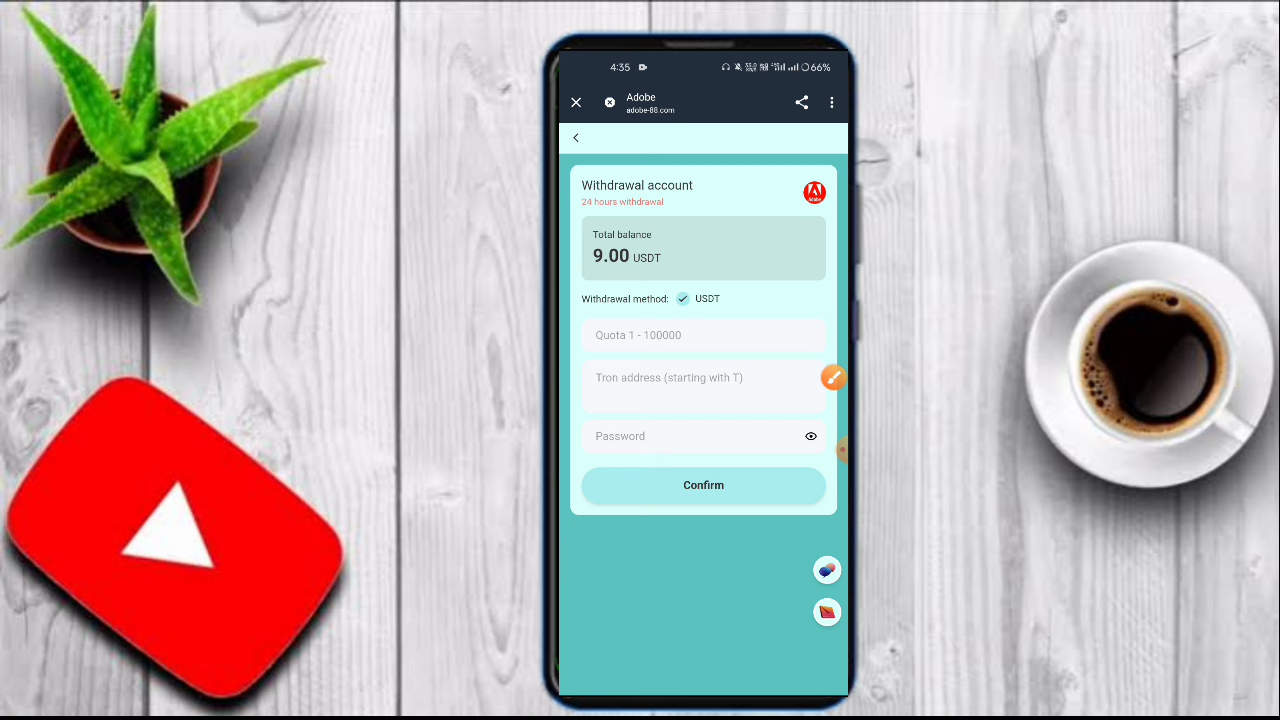 4:35
66%
Adobe
adobe-88.com
Withdrawal account
24 hours withdrawal
Adobe
Total balance
9.00 USDT
Withdrawal method: USDT
Quota 1 - 100000
Tron address (starting with T)
Password
Confirm